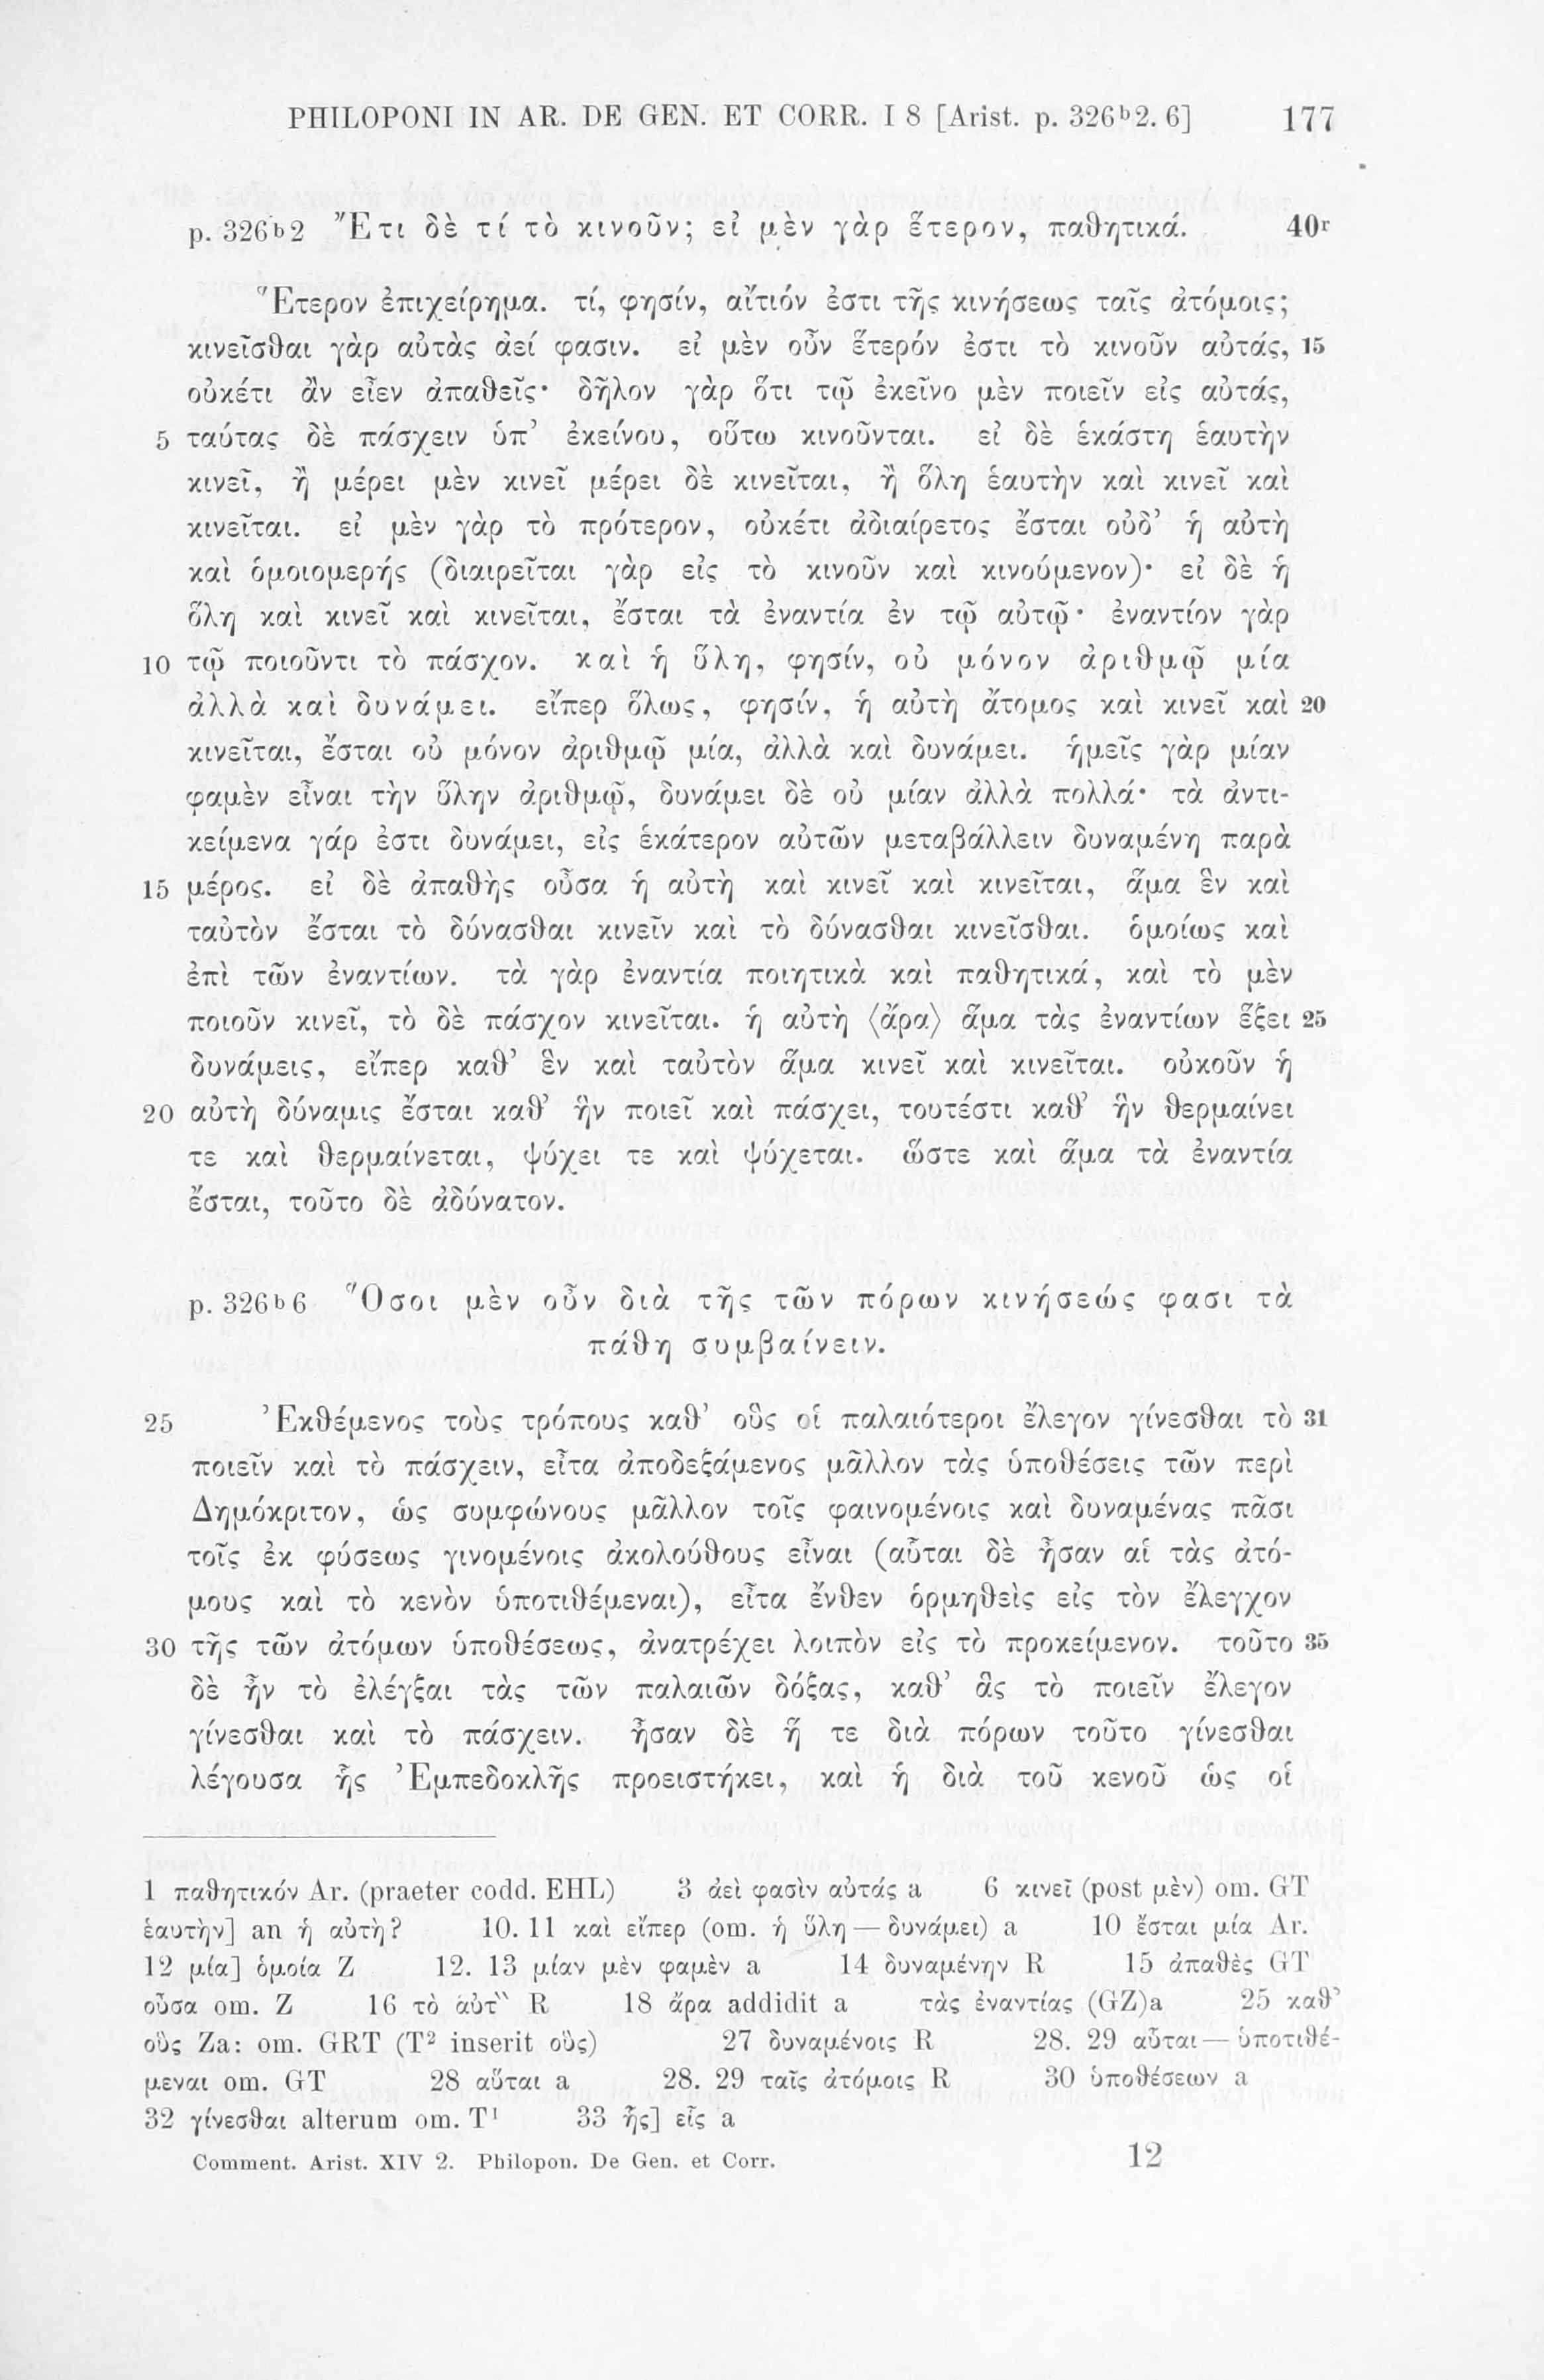 PHILOPONI IN AR. DE GEN. ET CORR. I 8 [Arist. p. 326ᵇ2. 6] 177
p. 326ᵇ2 Ἔτι δὲ τί τὸ κινοῦν; εἰ μὲν γὰρ ἕτερον, παθητικά. 40ʳ
Ἕτερον ἐπιχείρημα. τί, φησίν, αἴτιόν ἐστι τῆς κινήσεως ταῖς ἀτόμοις;
κινεῖσθαι γὰρ αὐτὰς ἀεί φασιν. εἰ μὲν οὖν ἕτερόν ἐστι τὸ κινοῦν αὐτάς, 15
οὐκέτι ἂν εἶεν ἀπαθεῖς· δῆλον γὰρ ὅτι τῷ ἐκεῖνο μὲν ποιεῖν εἰς αὐτάς,
5 ταύτας δὲ πάσχειν ὑπ’ ἐκείνου, οὕτω κινοῦνται. εἰ δὲ ἑκάστη ἑαυτὴν
κινεῖ, ἢ μέρει μὲν κινεῖ μέρει δὲ κινεῖται, ἢ ὅλη ἑαυτὴν καὶ κινεῖ καὶ
κινεῖται. εἰ μὲν γὰρ τὸ πρότερον, οὐκέτι ἀδιαίρετος ἔσται οὐδ’ ἡ αὐτὴ
καὶ ὁμοιομερής (διαιρεῖται γὰρ εἰς τὸ κινοῦν καὶ κινούμενον)· εἰ δὲ ἡ
ὅλη καὶ κινεῖ καὶ κινεῖται, ἔσται τὰ ἐναντία ἐν τῷ αὐτῷ· ἐναντίον γὰρ
10 τῷ ποιοῦντι τὸ πάσχον. καὶ ἡ ὕλη, φησίν, οὐ μόνον ἀριθμῷ μία
ἀλλὰ καὶ δυνάμει. εἴπερ ὅλως, φησίν, ἡ αὐτὴ ἄτομος καὶ κινεῖ καὶ 20
κινεῖται, ἔσται οὐ μόνον ἀριθμῷ μία, ἀλλὰ καὶ δυνάμει. ἡμεῖς γὰρ μίαν
φαμὲν εἶναι τὴν ὕλην ἀριθμῷ, δυνάμει δὲ οὐ μίαν ἀλλὰ πολλά· τὰ ἀντι-
κείμενα γάρ ἐστι δυνάμει, εἰς ἑκάτερον αὐτῶν μεταβάλλειν δυναμένη παρὰ
15 μέρος. εἰ δὲ ἀπαθὴς οὖσα ἡ αὐτὴ καὶ κινεῖ καὶ κινεῖται, ἅμα ἓν καὶ
ταὐτὸν ἔσται τὸ δύνασθαι κινεῖν καὶ τὸ δύνασθαι κινεῖσθαι. ὁμοίως καὶ
ἐπὶ τῶν ἐναντίων. τὰ γὰρ ἐναντία ποιητικὰ καὶ παθητικά, καὶ τὸ μὲν
ποιοῦν κινεῖ, τὸ δὲ πάσχον κινεῖται. ἡ αὐτὴ ⟨ἄρα⟩ ἅμα τὰς ἐναντίων ἕξει 25
δυνάμεις, εἴπερ καθ’ ἓν καὶ ταὐτὸν ἅμα κινεῖ καὶ κινεῖται. οὐκοῦν ἡ
20 αὐτὴ δύναμις ἔσται καθ’ ἣν ποιεῖ καὶ πάσχει, τουτέστι καθ’ ἣν θερμαίνει
τε καὶ θερμαίνεται, ψύχει τε καὶ ψύχεται. ὥστε καὶ ἅμα τὰ ἐναντία
ἔσται, τοῦτο δὲ ἀδύνατον.
p. 326ᵇ6 Ὅσοι μὲν οὖν διὰ τῆς τῶν πόρων κινήσεώς φασι τὰ
πάθη συμβαίνειν.
25 Ἐκθέμενος τοὺς τρόπους καθ’ οὓς οἱ παλαιότεροι ἔλεγον γίνεσθαι τὸ 31
ποιεῖν καὶ τὸ πάσχειν, εἶτα ἀποδεξάμενος μᾶλλον τὰς ὑποθέσεις τῶν περὶ
Δημόκριτον, ὡς συμφώνους μᾶλλον τοῖς φαινομένοις καὶ δυναμένας πᾶσι
τοῖς ἐκ φύσεως γινομένοις ἀκολούθους εἶναι (αὗται δὲ ἦσαν αἱ τὰς ἀτό-
μους καὶ τὸ κενὸν ὑποτιθέμεναι), εἶτα ἔνθεν ὁρμηθεὶς εἰς τὸν ἔλεγχον
30 τῆς τῶν ἀτόμων ὑποθέσεως, ἀνατρέχει λοιπὸν εἰς τὸ προκείμενον. τοῦτο 35
δὲ ἦν τὸ ἐλέγξαι τὰς τῶν παλαιῶν δόξας, καθ’ ἃς τὸ ποιεῖν ἔλεγον
γίνεσθαι καὶ τὸ πάσχειν. ἦσαν δὲ ἥ τε διὰ πόρων τοῦτο γίνεσθαι
λέγουσα ἧς Ἐμπεδοκλῆς προειστήκει, καὶ ἡ διὰ τοῦ κενοῦ ὡς οἱ
1 παθητικόν Ar. (praeter codd. EHL) 3 ἀεὶ φασὶν αὐτάς a 6 κινεῖ (post μὲν) om. GT
ἑαυτὴν] an ἡ αὐτὴ? 10. 11 καὶ εἴπερ (om. ἡ ὕλη — δυνάμει) a 10 ἔσται μία Ar.
12 μία] ὁμοία Z 12. 13 μίαν μὲν φαμὲν a 14 δυναμένην R 15 ἀπαθὲς GT
οὖσα om. Z 16 τὸ αὐτ\\ R 18 ἄρα addidit a τὰς ἐναντίας (GZ)a 25 καθ’
οὓς Za: om. GRT (T² inserit οὓς) 27 δυναμένοις R 28. 29 αὗται — ὑποτιθέ-
μεναι om. GT 28 αὗται a 28. 29 ταῖς ἀτόμοις R 30 ὑποθέσεων a
32 γίνεσθαι alterum om. T¹ 33 ἧς] εἷς a
Comment. Arist. XIV 2. Philopon. De Gen. et Corr. 12